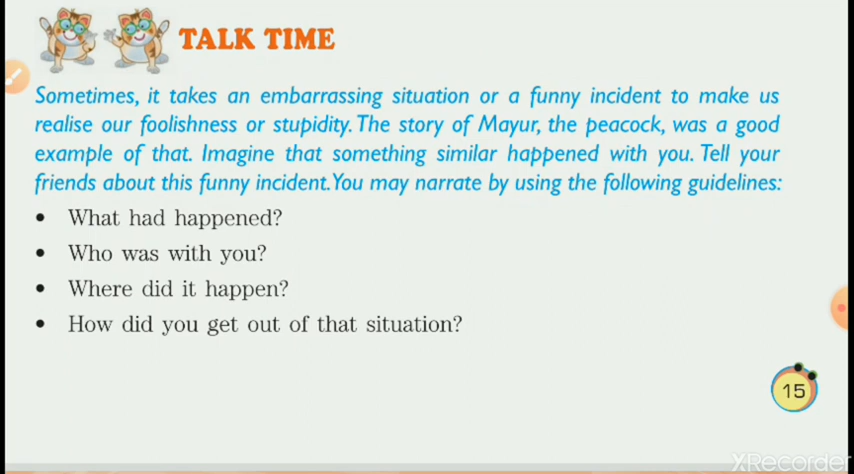 TALK TIME
Sometimes, it takes an embarrassing situation or a funny incident to make us
realise our foolishness or stupidity. The story of Mayur, the peacock, was a good
example of that. Imagine that something similar happened with you. Tell your
friends about this funny incident. You may narrate by using the following guidelines:
• What had happened?
• Who was with you?
• Where did it happen?
• How did you get out of that situation?
15
XRecorder